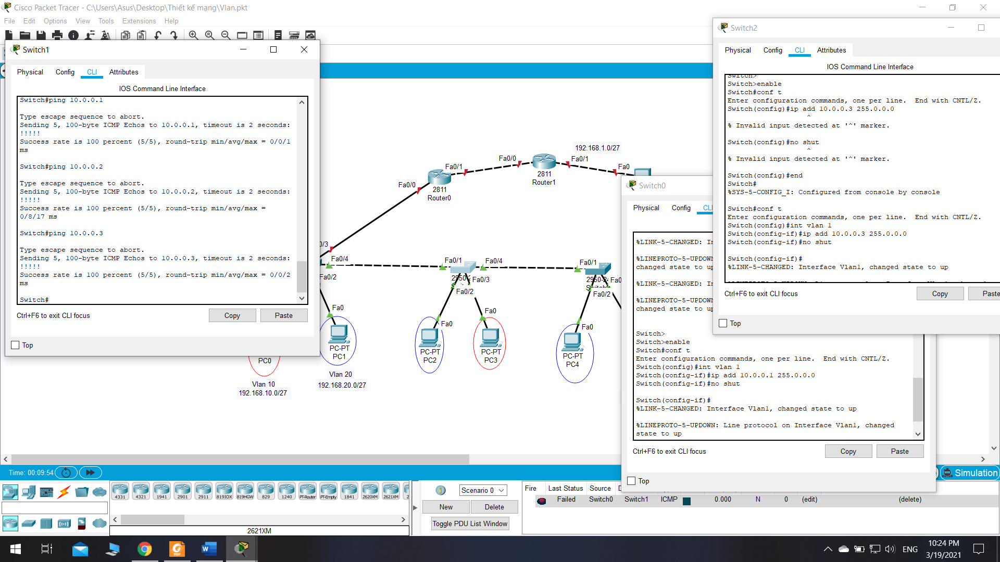 Cisco Packet Tracer - C:\Users\Asus\Desktop\Thiết kế mạng\Vlan.pkt
File Edit Options View Tools Extensions Help
Switch1
Physical Config CLI Attributes
IOS Command Line Interface
Switch#ping 10.0.0.1
Type escape sequence to abort.
Sending 5, 100-byte ICMP Echos to 10.0.0.1, timeout is 2 seconds:
!!!!!
Success rate is 100 percent (5/5), round-trip min/avg/max = 0/0/1
ms
Switch#ping 10.0.0.2
Type escape sequence to abort.
Sending 5, 100-byte ICMP Echos to 10.0.0.2, timeout is 2 seconds:
!!!!!
Success rate is 100 percent (5/5), round-trip min/avg/max =
0/8/17 ms
Switch#ping 10.0.0.3
Type escape sequence to abort.
Sending 5, 100-byte ICMP Echos to 10.0.0.3, timeout is 2 seconds:
!!!!!
Success rate is 100 percent (5/5), round-trip min/avg/max = 0/0/2
ms
Switch#
Ctrl+F6 to exit CLI focus
Copy Paste
Top
192.168.1.0/27
Fa0/0
Fa0/1
Fa0
2811
Router1
Fa0/1
Fa0/0
2811
Router0
0/3
Fa0/4
Fa0/2
Fa0/1
Fa0/4
Fa0/3
Fa0/2
Fa0/1
Fa0/2
Fa0
PC-PT
PC1
Fa0
PC-PT
PC2
Fa0
PC-PT
PC3
Fa0
PC-PT
PC4
PC0
Vlan 10
192.168.10.0/27
Vlan 20
192.168.20.0/27
Switch2
Physical Config CLI Attributes
IOS Command Line Interface
Switch>
Switch>enable
Switch#conf t
Enter configuration commands, one per line.  End with CNTL/Z.
Switch(config)#ip add 10.0.0.3 255.0.0.0
^
% Invalid input detected at '^' marker.
Switch(config)#no shut
^
% Invalid input detected at '^' marker.
Switch(config)#end
Switch#
%SYS-5-CONFIG_I: Configured from console by console
Switch#conf t
Enter configuration commands, one per line.  End with CNTL/Z.
Switch(config)#int vlan 1
Switch(config-if)#ip add 10.0.0.3 255.0.0.0
Switch(config-if)#no shut
Switch(config-if)#
%LINK-5-CHANGED: Interface Vlan1, changed state to up
Ctrl+F6 to exit CLI focus
Copy Paste
Top
Switch0
Physical Config CLI
%LINK-5-CHANGED: In
%LINEPROTO-5-UPDOWN
changed state to up
%LINK-5-CHANGED: In
%LINEPROTO-5-UPDOWN
changed state to up
Switch>
Switch>enable
Switch#conf t
Enter configuration commands, one per line.  End with CNTL/Z.
Switch(config)#int vlan 1
Switch(config-if)#ip add 10.0.0.1 255.0.0.0
Switch(config-if)#no shut
Switch(config-if)#
%LINK-5-CHANGED: Interface Vlan1, changed state to up
%LINEPROTO-5-UPDOWN: Line protocol on Interface Vlan1, changed
state to up
Ctrl+F6 to exit CLI focus
Copy Paste
Top
Time: 00:09:54
Simulation
4331 4321 1941 2901 2911 819IOX 819HGW 829 1240 PT-Router PT-Empty 1841 2620XM 2621XM
2621XM
Scenario 0
New Delete
Toggle PDU List Window
Fire Last Status Source
Failed Switch0 Switch1 ICMP 0.000 N 0 (edit) (delete)
ENG
10:24 PM
3/19/2021